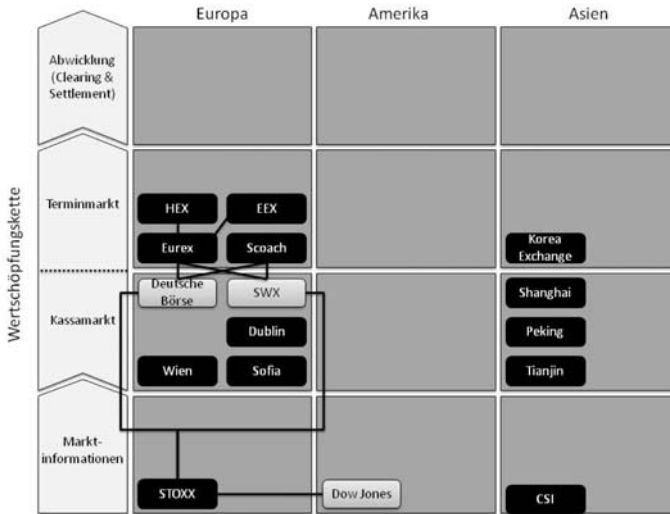 Europa
Amerika
Asien
Wertschöpfungskette
Abwicklung
(Clearing &
Settlement)
Terminmarkt
HEX
EEX
Eurex
Scoach
Korea
Exchange
Kassamarkt
Deutsche
Börse
SWX
Shanghai
Dublin
Peking
Wien
Sofia
Tianjin
Markt-
informationen
STOXX
Dow Jones
CSI